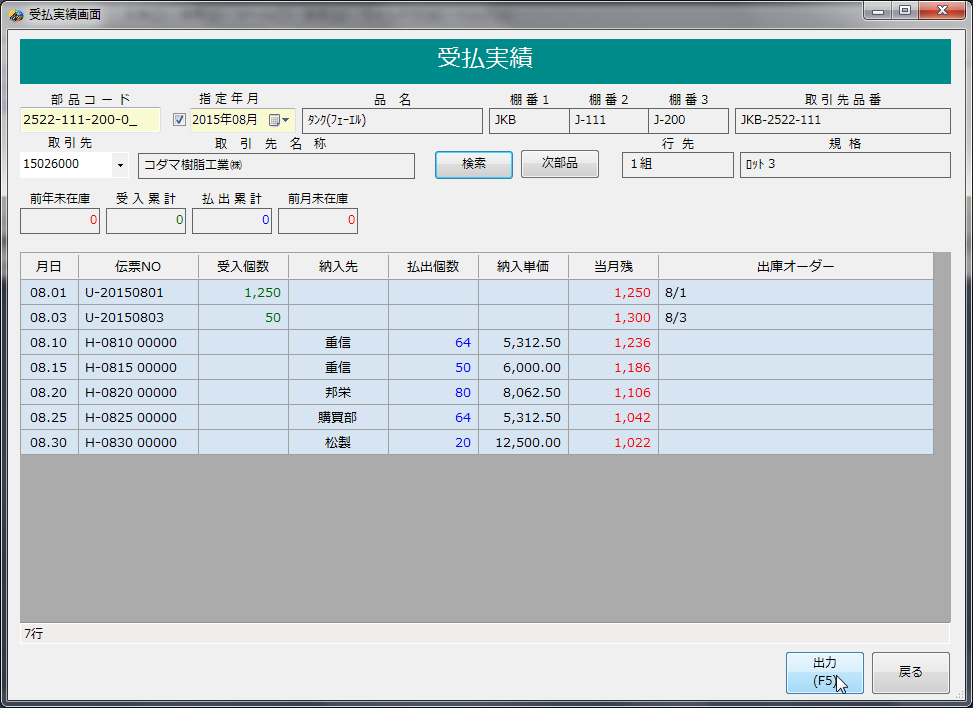 受払実績画面
受払実績
部品コード 指定年月 品 名 棚番1 棚番2 棚番3 取引先品番
2522-111-200-0_ 2015年08月 ﾀﾝｸ(ﾌｭｰｴﾙ) JKB J-111 J-200 JKB-2522-111
取引先 取 引 先 名 称 行先 規格
15026000 コダマ樹脂工業㈱ 検索 次部品 1組 ﾛｯﾄ 3
前年末在庫 受入累計 払出累計 前月末在庫
0 0 0 0
月日 伝票NO 受入個数 納入先 払出個数 納入単価 当月残 出庫オーダー
08.01 U-20150801 1,250 1,250 8/1
08.03 U-20150803 50 1,300 8/3
08.10 H-0810 00000 重信 64 5,312.50 1,236
08.15 H-0815 00000 重信 50 6,000.00 1,186
08.20 H-0820 00000 邦栄 80 8,062.50 1,106
08.25 H-0825 00000 購買部 64 5,312.50 1,042
08.30 H-0830 00000 松製 20 12,500.00 1,022
7行
出力
(F5)
戻る